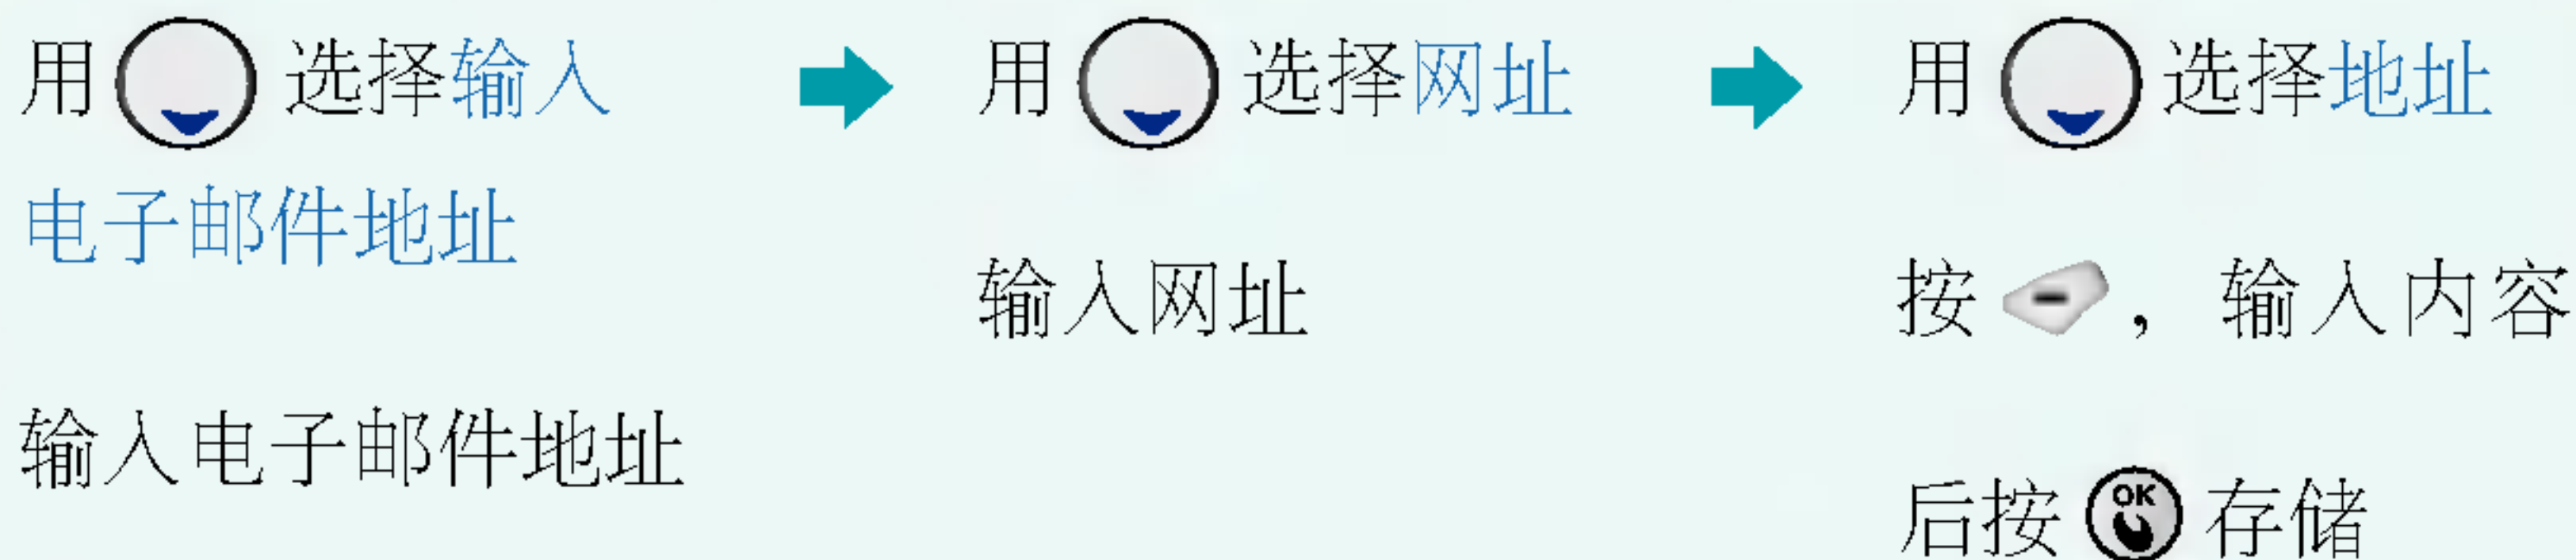 用 选择输入
电子邮件地址
输入电子邮件地址
用 选择网址
输入网址
用 选择地址
按 ，输入内容
后按 OK 存储